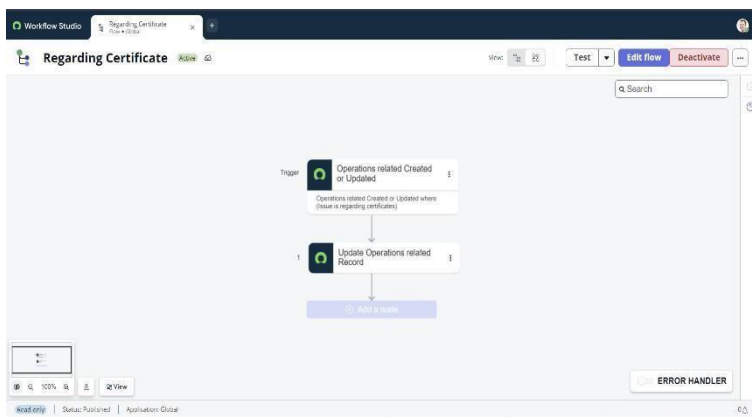 Workflow Studio
Regarding Certificate
Flow • Global
Regarding Certificate
Active
View:
Test
Edit flow
Deactivate
Search
Trigger
Operations related Created
or Updated
Operations related Created or Updated where
(Issue is regarding certificates)
1
Update Operations related
Record
Add a node
100%
View
ERROR HANDLER
Read-only
Status: Published
Application: Global